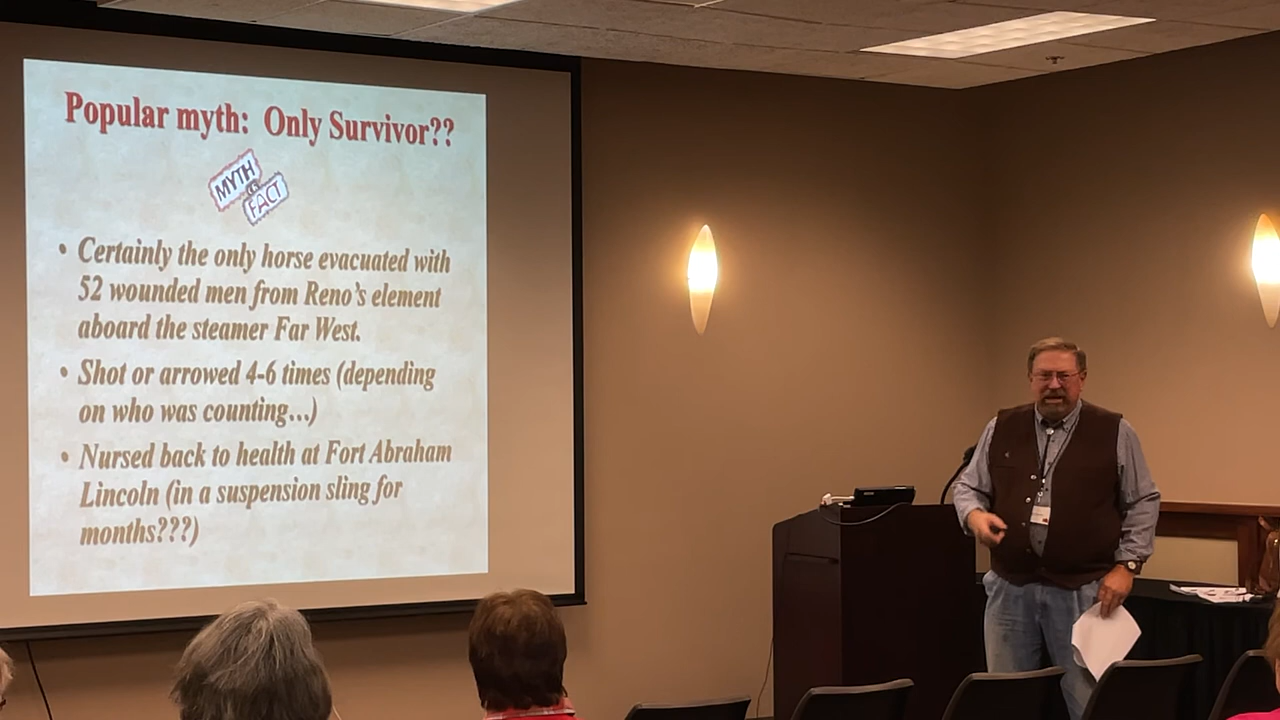 Popular myth: Only Survivor??
MYTH
FACT
• Certainly the only horse evacuated with
52 wounded men from Reno's element
aboard the steamer Far West.
• Shot or arrowed 4-6 times (depending
on who was counting...)
• Nursed back to health at Fort Abraham
Lincoln (in a suspension sling for
months???)